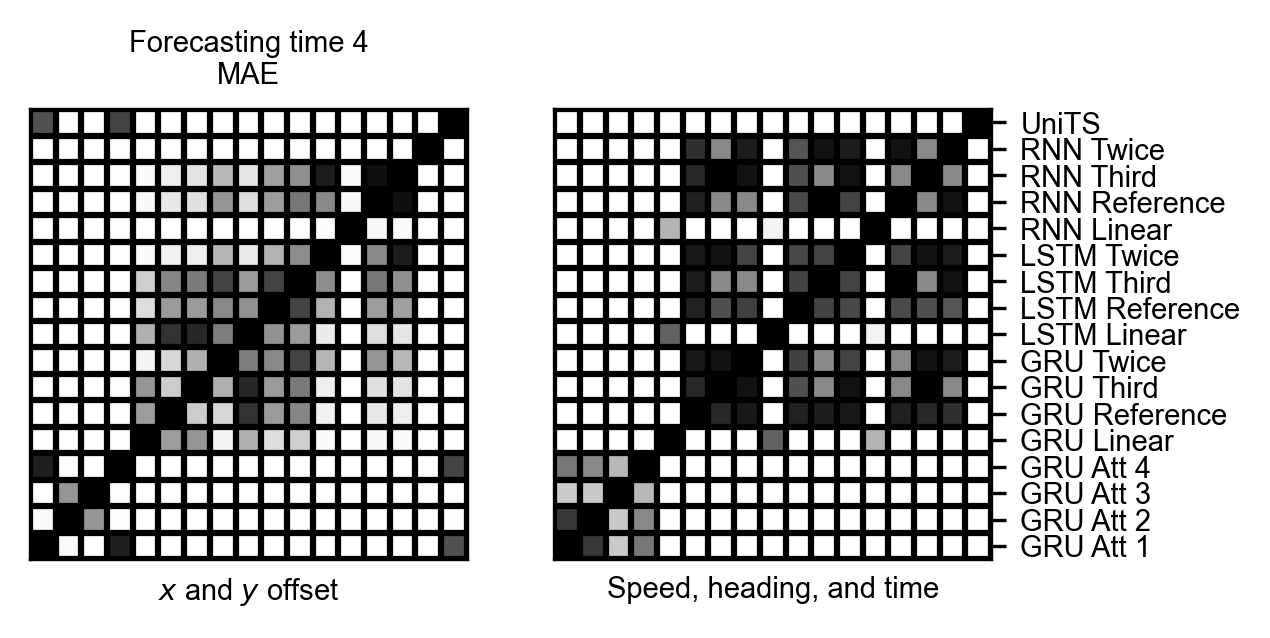 Forecasting time 4
MAE
UniTS
RNN Twice
RNN Third
RNN Reference
RNN Linear
LSTM Twice
LSTM Third
LSTM Reference
LSTM Linear
GRU Twice
GRU Third
GRU Reference
GRU Linear
GRU Att 4
GRU Att 3
GRU Att 2
GRU Att 1
x and y offset
Speed, heading, and time